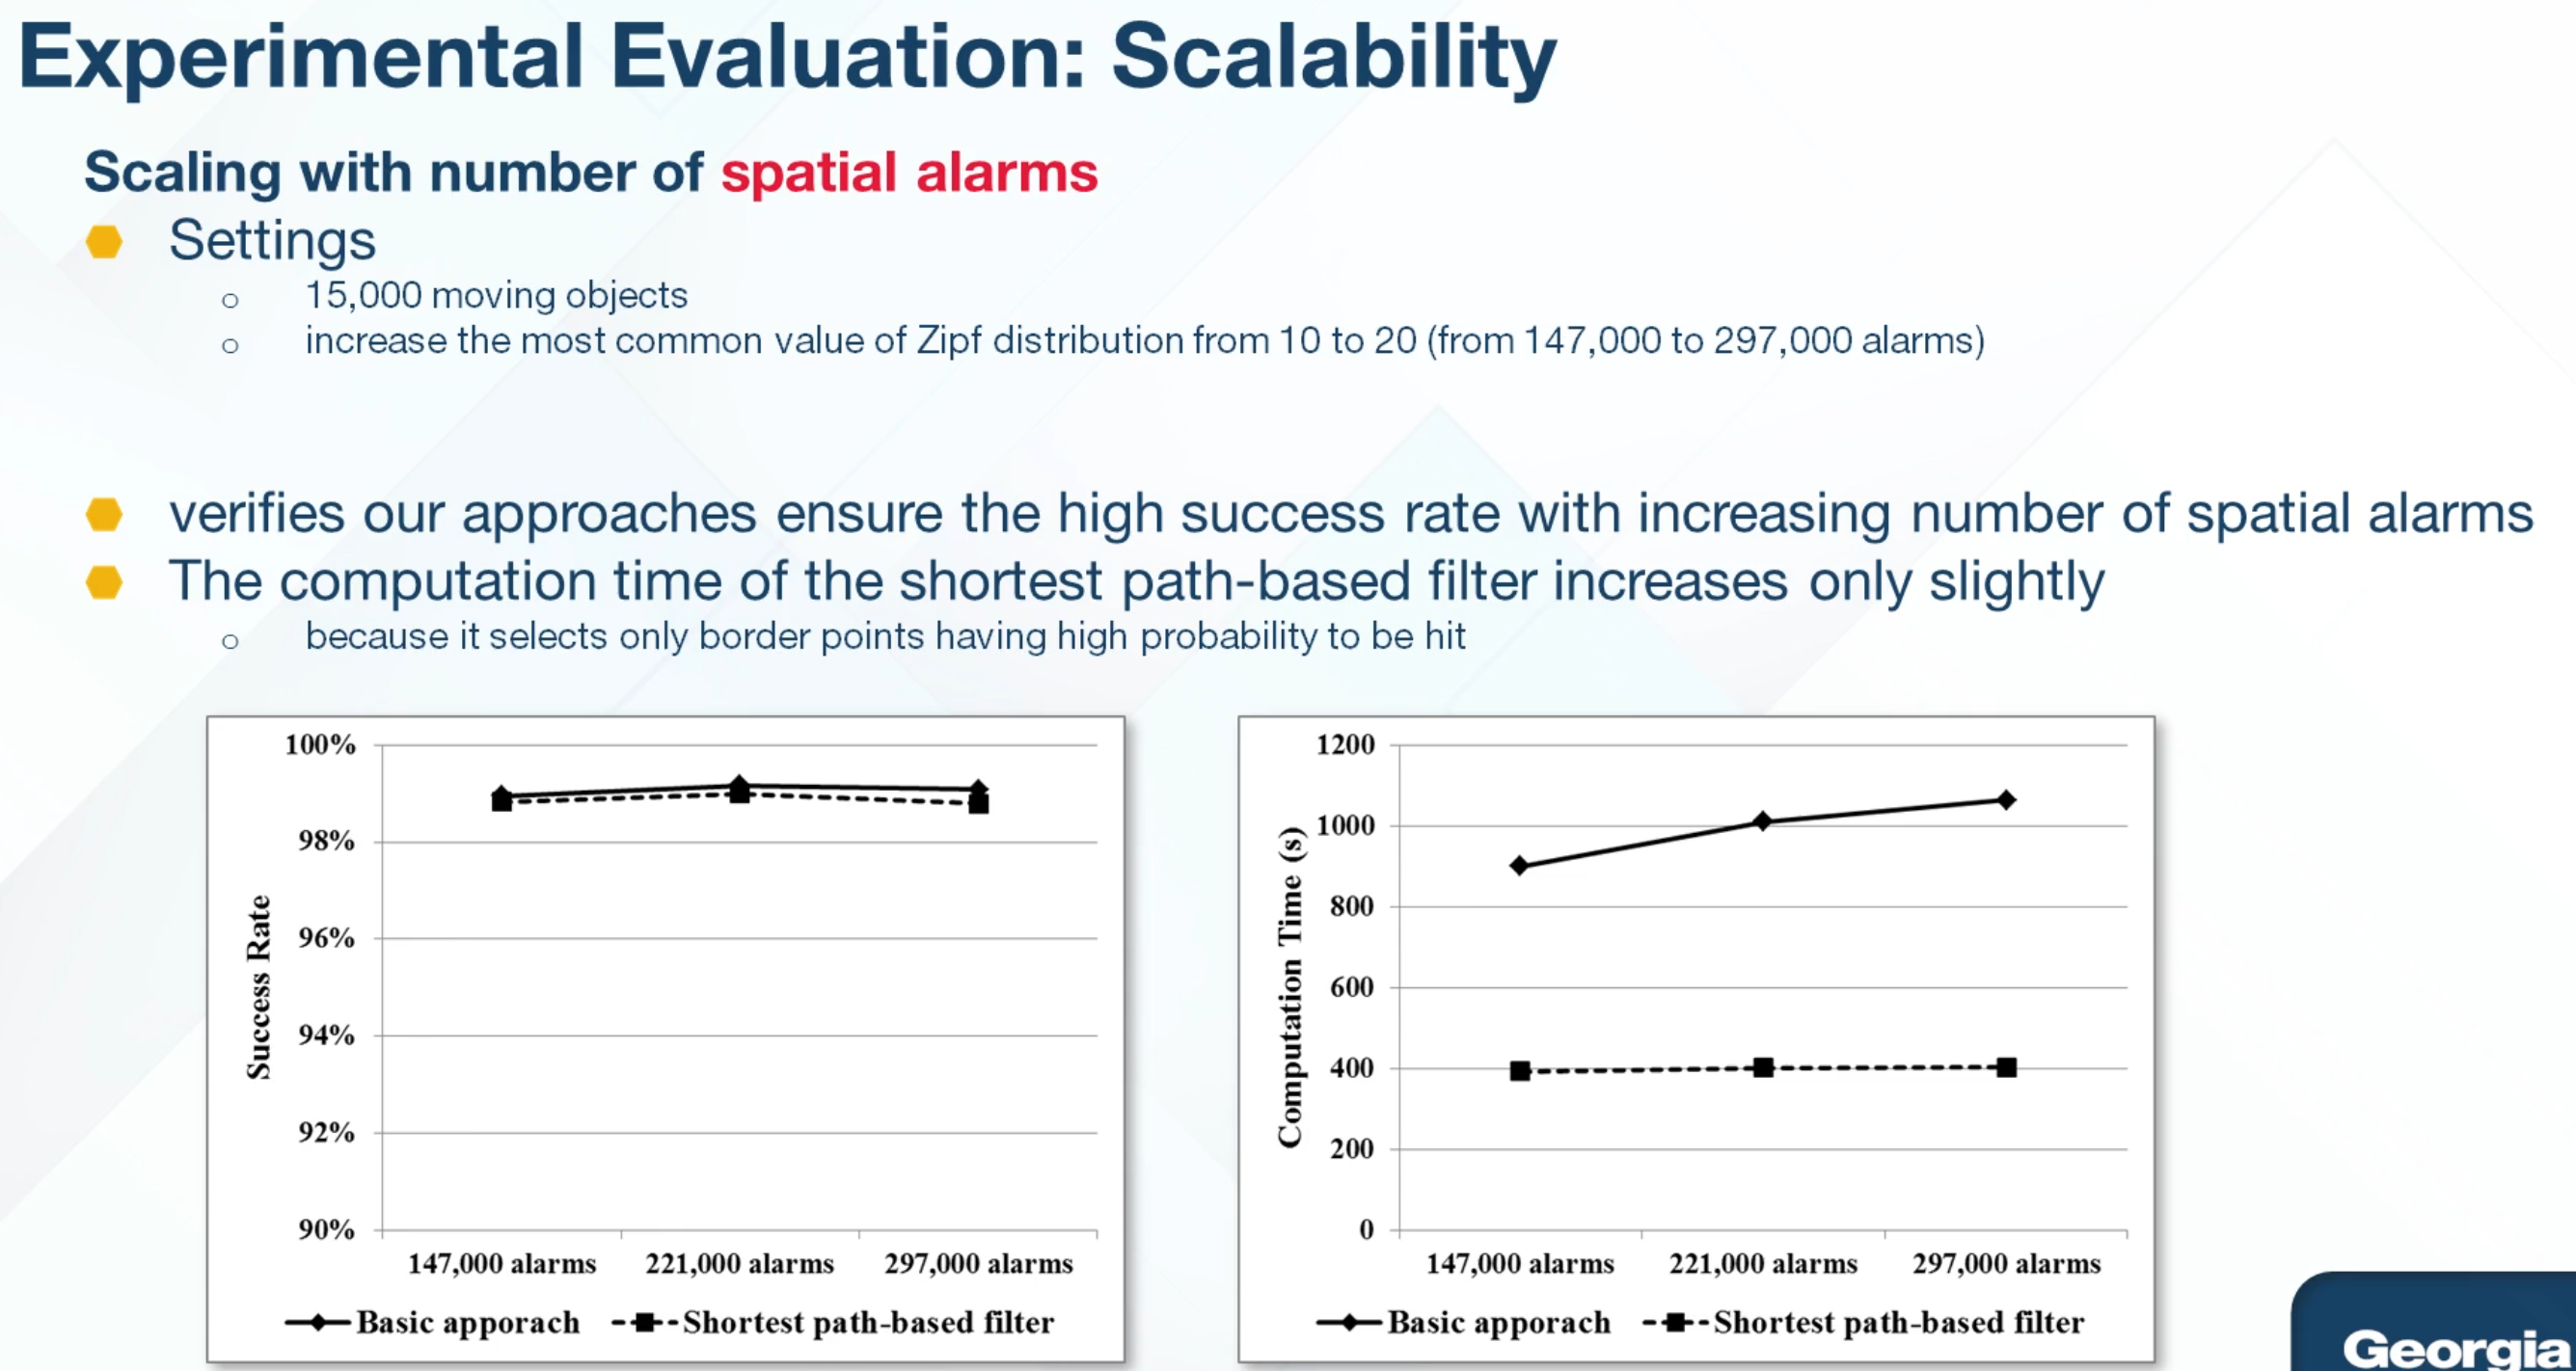 Experimental Evaluation: Scalability
Scaling with number of spatial alarms
Settings
15,000 moving objects
increase the most common value of Zipf distribution from 10 to 20 (from 147,000 to 297,000 alarms)
verifies our approaches ensure the high success rate with increasing number of spatial alarms
The computation time of the shortest path-based filter increases only slightly
because it selects only border points having high probability to be hit
100%
98%
96%
94%
92%
90%
Success Rate
147,000 alarms 221,000 alarms 297,000 alarms
Basic apporach Shortest path-based filter
1200
1000
800
600
400
200
0
Computation Time (s)
147,000 alarms 221,000 alarms 297,000 alarms
Basic apporach Shortest path-based filter
Georgia